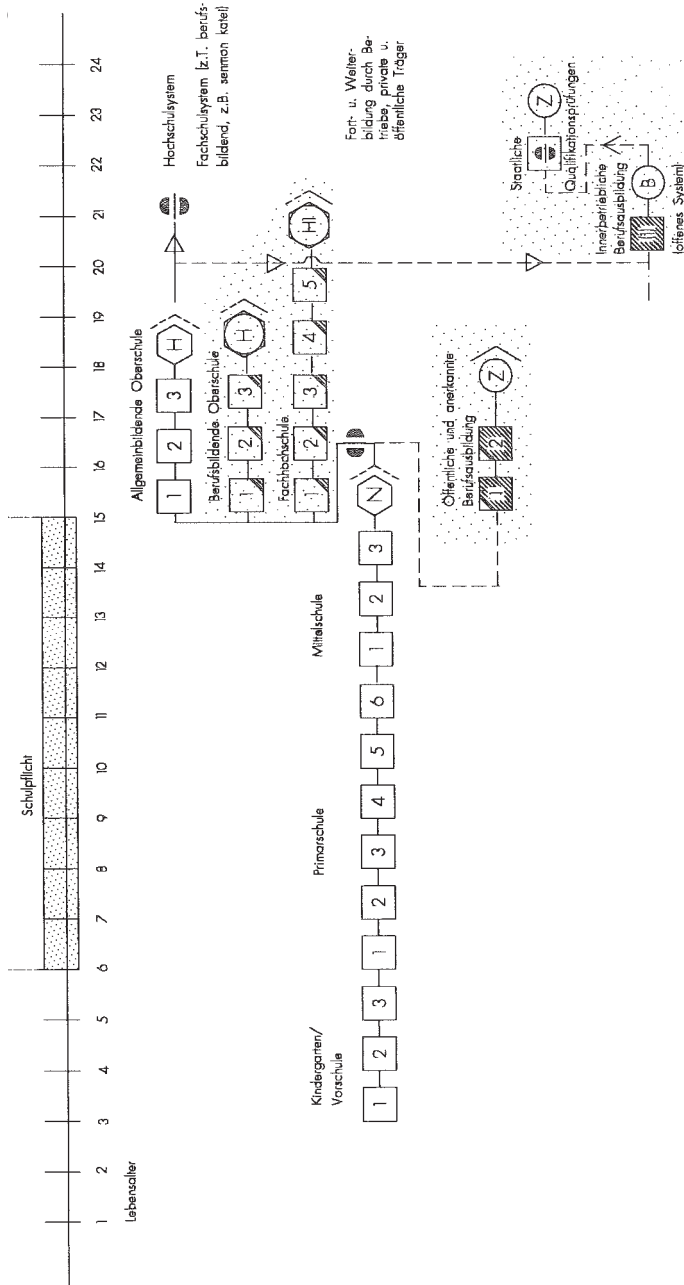 Schulpflicht
1 2 3 4 5 6 7 8 9 10 11 12 13 14 15 16 17 18 19 20 21 22 23 24
Lebensalter
Allgemeinbildende Oberschule
1 2 3 H
Hochschulsystem
Fachschulsystem (z.T. berufs-
bildend, z.B. senmon katei)
Berufsbildende Oberschule
1 2 3 H
Fachhochschule
1 2 3 4 5 HI
Fort- u. Weiter-
bildung durch Be-
triebe, private u.
öffentliche Träger
Kindergarten/
Vorschule
Primarschule
Mittelschule
1 2 3 1 2 3 4 5 6 1 2 3 N
Öffentliche und anerkannte
Berufsausbildung
1 2 Z
Staatliche
Qualifikationsprüfungen
Z
Innerbetriebliche
Berufsausbildung
B
(offenes System)